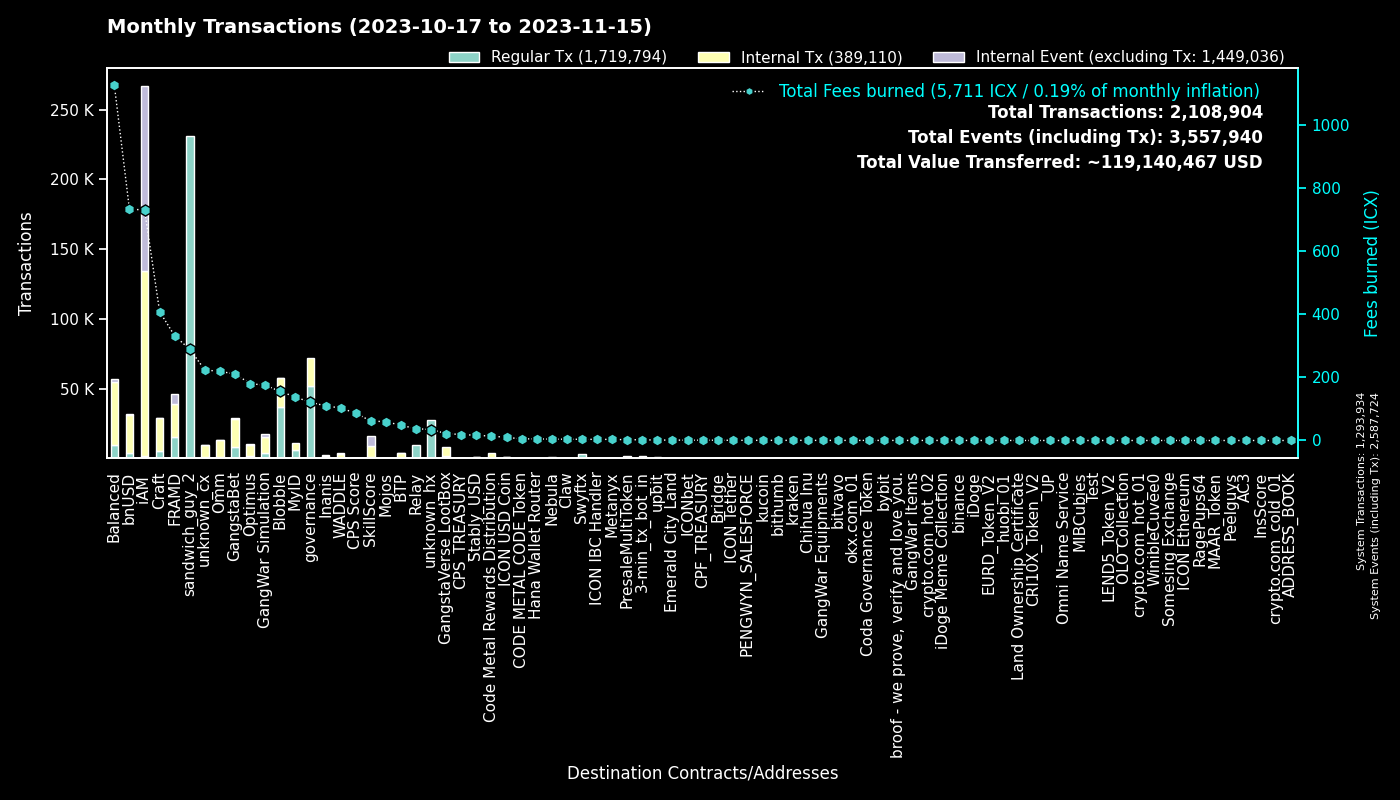 Monthly Transactions (2023-10-17 to 2023-11-15)
Regular Tx (1,719,794)
Internal Tx (389,110)
Internal Event (excluding Tx: 1,449,036)
Total Fees burned (5,711 ICX / 0.19% of monthly inflation)
Total Transactions: 2,108,904
Total Events (including Tx): 3,557,940
Total Value Transferred: ~119,140,467 USD
Transactions
250 K
200 K
150 K
100 K
50 K
1000
800
600
400
200
0
Fees burned (ICX)
System Transactions: 1,293,934
System Events (including Tx): 2,587,724
Balanced
bnUSD
iAM
Craft
FRAMD
sandwich_guy_2
unknown_cx
Omm
GangstaBet
Optimus
GangWar Simulation
Blobble
MyID
governance
Inanis
WADDLE
CPS Score
SkillScore
Mojos
BTP
Relay
unknown_hx
GangstaVerse LootBox
CPS_TREASURY
Stably_USD
Code Metal Rewards Distribution
ICON USD Coin
CODE METAL CODE Token
Hana Wallet Router
Nebula
Claw
Swyftx
ICON IBC Handler
Metanyx
PresaleMultiToken
3-min_tx_bot_in
upbit
Emerald City Land
ICONbet
CPF_TREASURY
Bridge
ICON Tether
PENGWYN_SALESFORCE
kucoin
bithumb
kraken
Chihua Inu
GangWar Equipments
bitvavo
okx.com_01
Coda Governance Token
bybit
broof - we prove, verify and love you.
GangWar Items
crypto.com_hot_02
iDoge Meme Collection
binance
iDoge
EURD_Token_V2
huobi_01
Land Ownership Certificate
CRI10X_Token_V2
_UP
Omni Name Service
MIBCubies
Test
LEND5_Token_V2
OLO Collection
crypto.com_hot_01
WinbleCuvee0
Somesing Exchange
ICON Ethereum
RagePups64
MAAR_Token
Peelguys
AC3
InsScore
crypto.com_cold_01
ADDRESS_BOOK
Destination Contracts/Addresses